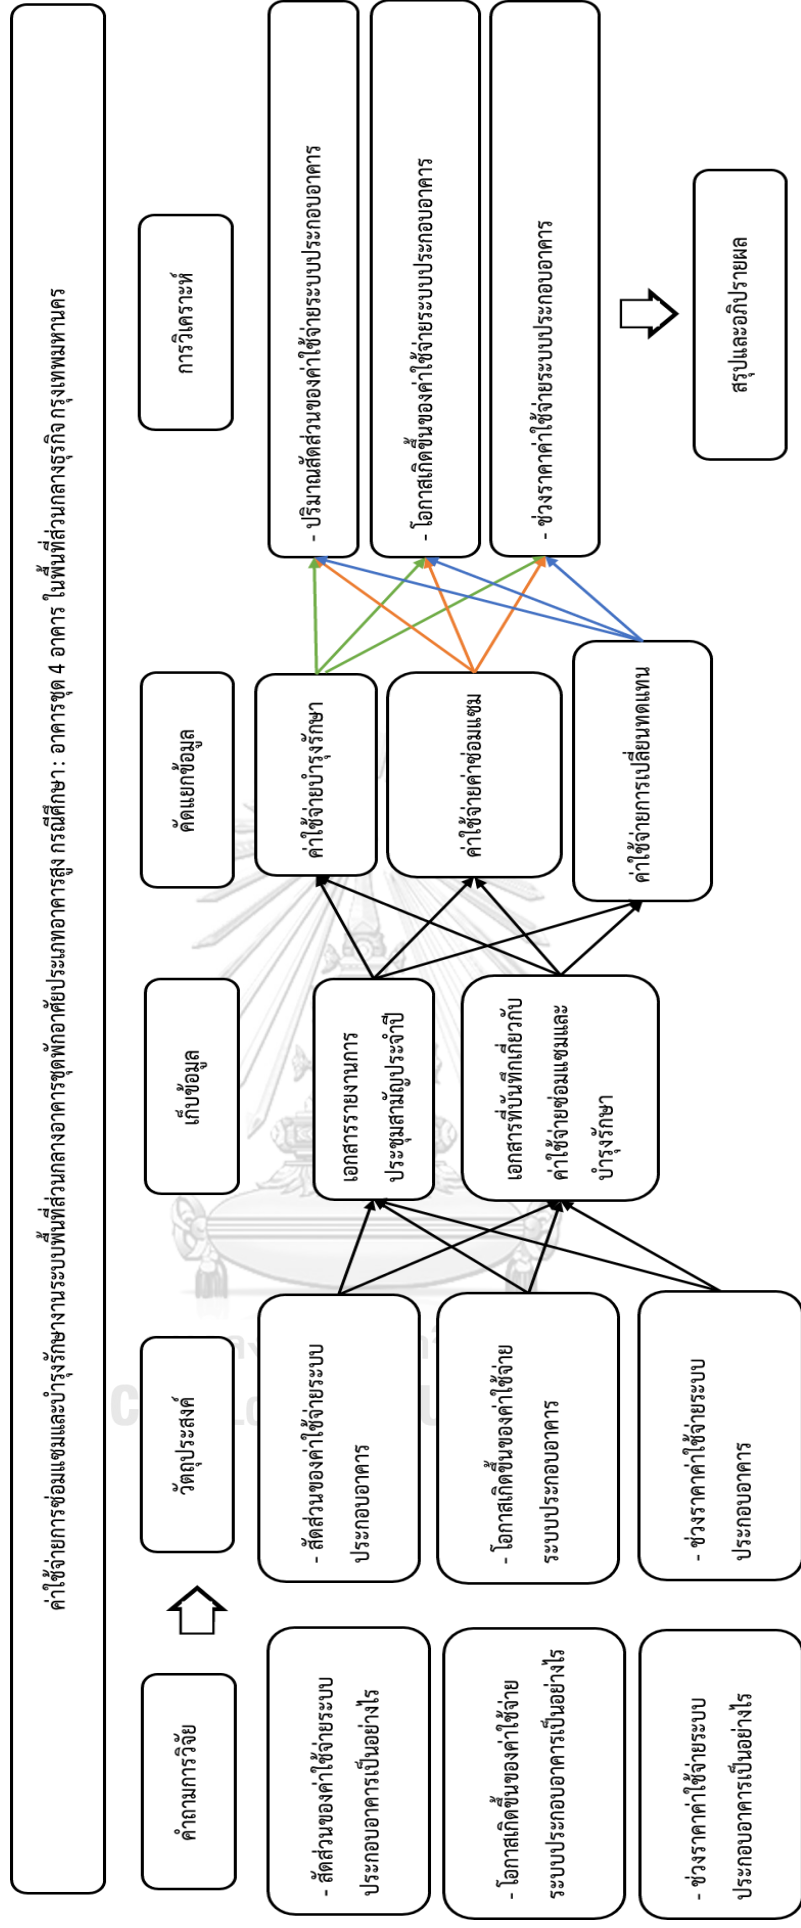 ค่าใช้จ่ายการซ่อมแซมและบำรุงรักษางานระบบพื้นที่ส่วนกลางอาคารชุดพักอาศัยประเภทอาคารสูง กรณีศึกษา : อาคารชุด 4 อาคาร ในพื้นที่ส่วนกลางธุรกิจ กรุงเทพมหานคร
คำถามการวิจัย
- สัดส่วนของค่าใช้จ่ายระบบ
ประกอบอาคารเป็นอย่างไร
- โอกาสเกิดขึ้นของค่าใช้จ่าย
ระบบประกอบอาคารเป็นอย่างไร
- ช่วงราคาค่าใช้จ่ายระบบ
ประกอบอาคารเป็นอย่างไร
วัตถุประสงค์
- สัดส่วนของค่าใช้จ่ายระบบ
ประกอบอาคาร
- โอกาสเกิดขึ้นของค่าใช้จ่าย
ระบบประกอบอาคาร
- ช่วงราคาค่าใช้จ่ายระบบ
ประกอบอาคาร
เก็บข้อมูล
เอกสารรายงานการ
ประชุมสามัญประจำปี
เอกสารที่บันทึกเกี่ยวกับ
ค่าใช้จ่ายซ่อมแซมและ
บำรุงรักษา
คัดแยกข้อมูล
ค่าใช้จ่ายบำรุงรักษา
ค่าใช้จ่ายค่าซ่อมแซม
ค่าใช้จ่ายการเปลี่ยนทดแทน
การวิเคราะห์
- ปริมาณสัดส่วนของค่าใช้จ่ายระบบประกอบอาคาร
- โอกาสเกิดขึ้นของค่าใช้จ่ายระบบประกอบอาคาร
- ช่วงราคาค่าใช้จ่ายระบบประกอบอาคาร
สรุปและอภิปรายผล